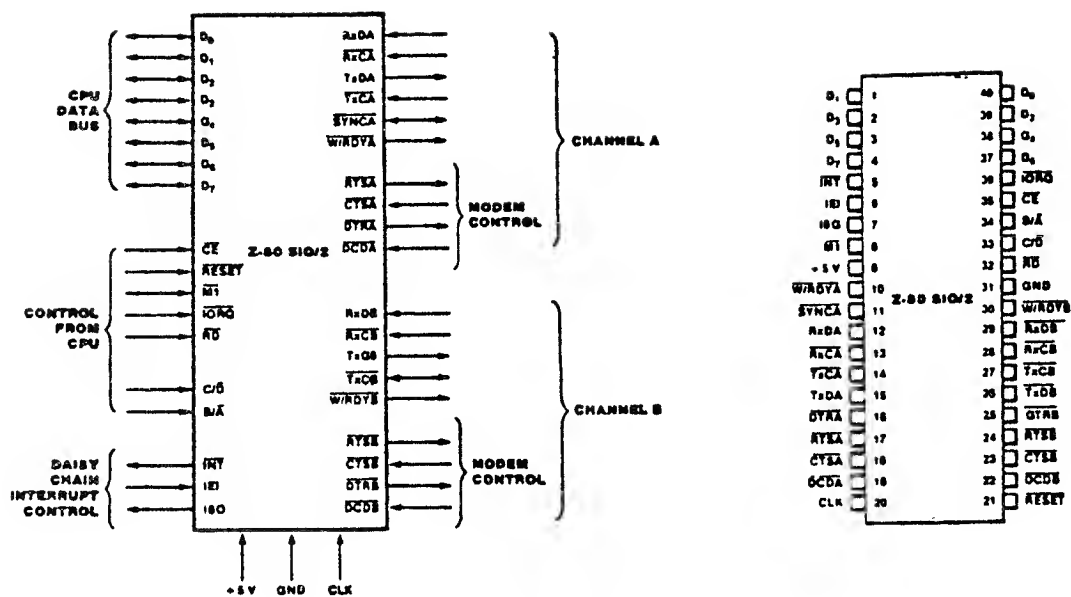 CPU
DATA
BUS
D0
D1
D2
D3
D4
D5
D6
D7
CONTROL
FROM
CPU
CE
RESET
M1
IORQ
RD
C/D
B/A
DAISY
CHAIN
INTERRUPT
CONTROL
INT
IEI
IEO
Z-80 SIO/2
RxDA
RxCA
TxDA
TxCA
SYNCA
W/RDYA
RTSA
CTSA
DTRA
DCDA
MODEM
CONTROL
CHANNEL A
RxDB
RxCB
TxDB
TxCB
W/RDYB
RTSB
CTSB
DTRB
DCDB
MODEM
CONTROL
CHANNEL B
+5 V GND CLK
D1 1 40 D0
D3 2 39 D2
D5 3 38 D4
D7 4 37 D6
INT 5 36 IORQ
IEI 6 35 CE
IEO 7 34 B/A
M1 8 33 C/D
+5 V 9 32 RD
W/RDYA 10 31 GND
Z-80 SIO/2
SYNCA 11 30 W/RDYB
RxDA 12 29 RxDB
RxCA 13 28 RxCB
TxCA 14 27 TxCB
TxDA 15 26 TxDB
DTRA 16 25 DTRB
RTSA 17 24 RTSB
CTSA 18 23 CTSB
DCDA 19 22 DCDB
CLK 20 21 RESET